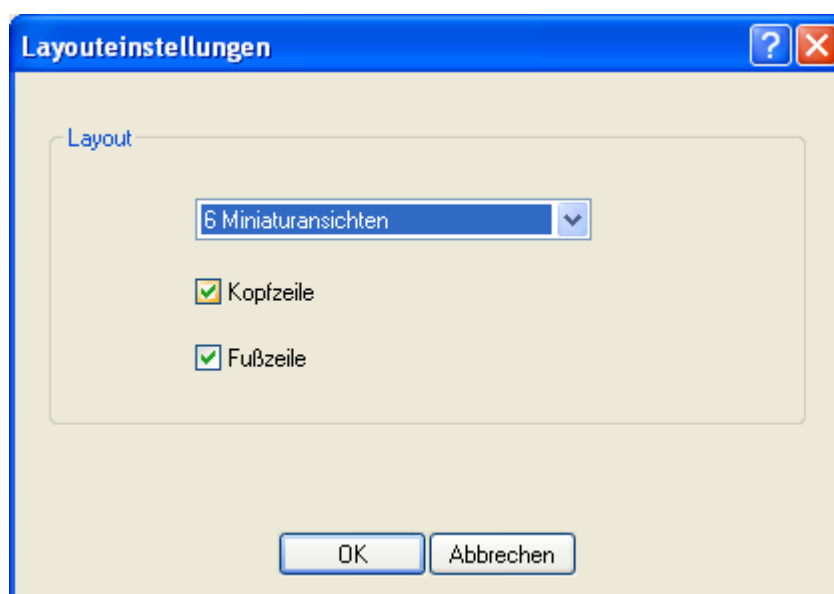 Layouteinstellungen
Layout
6 Miniaturansichten
Kopfzeile
Fußzeile
OK Abbrechen